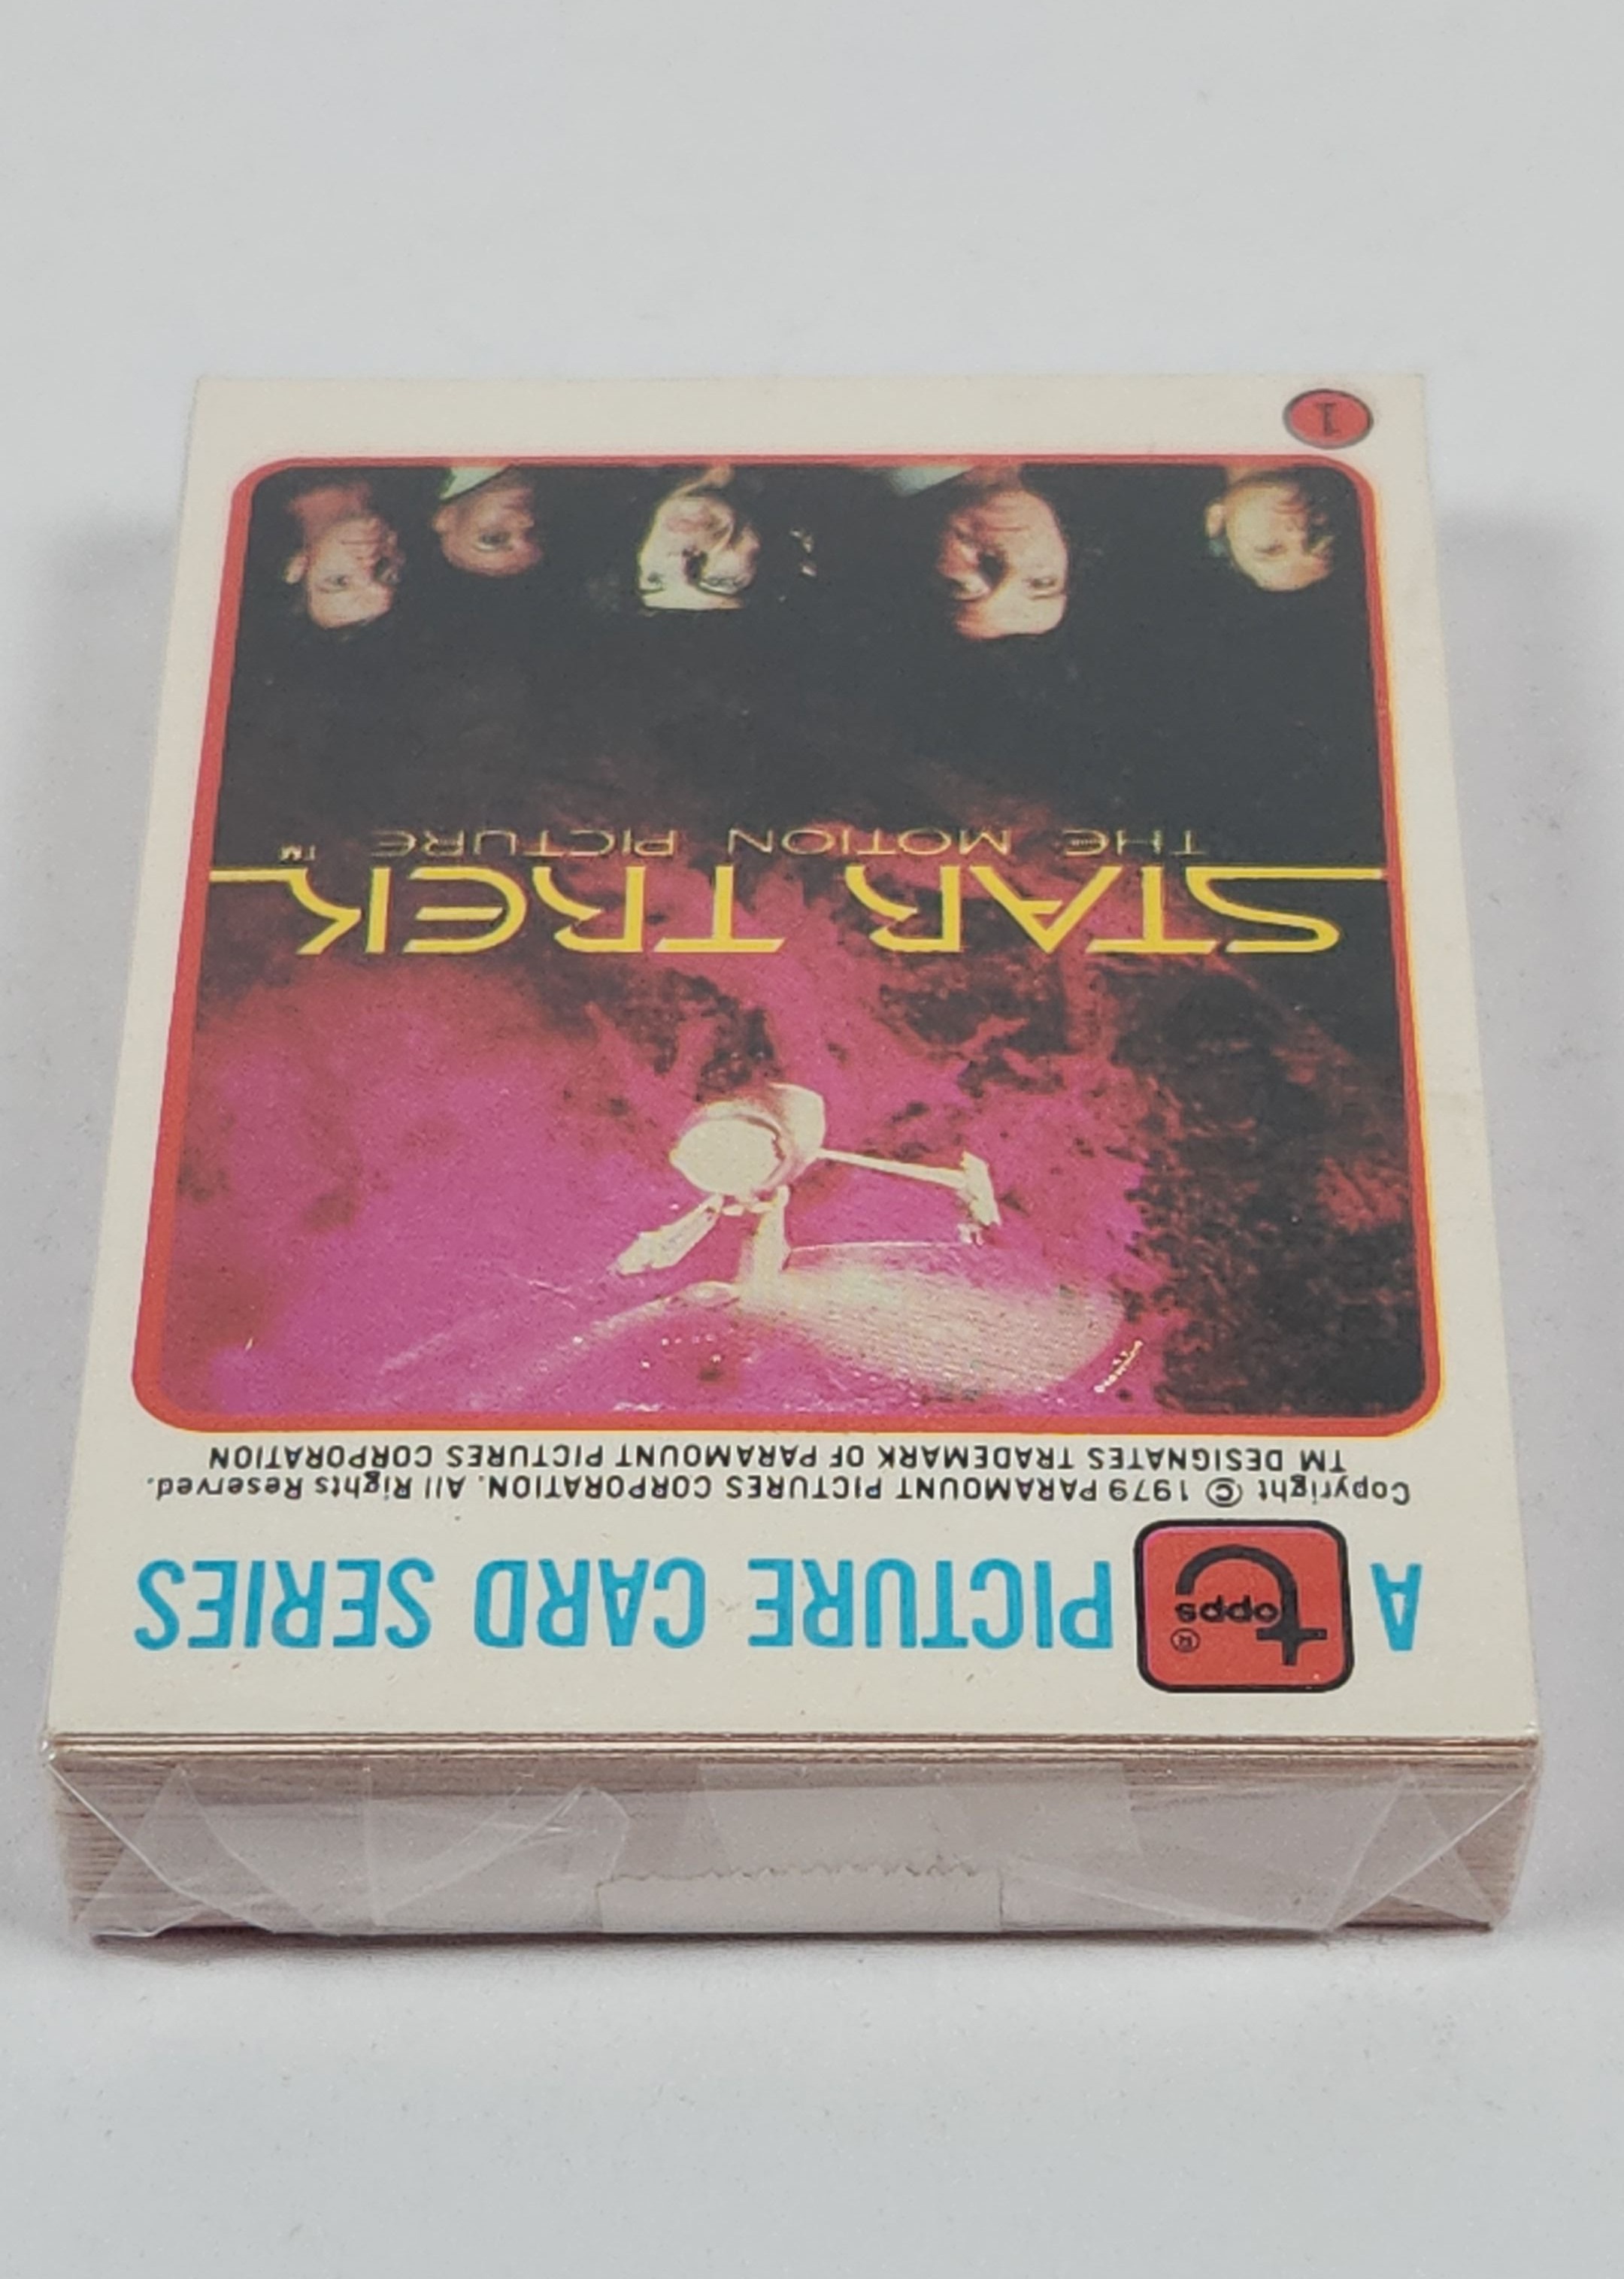 1
STAR TREK
THE MOTION PICTURE TM
TM DESIGNATES TRADEMARK OF PARAMOUNT PICTURES CORPORATION
Copyright © 1979 PARAMOUNT PICTURES CORPORATION. All Rights Reserved.
A topps® PICTURE CARD SERIES